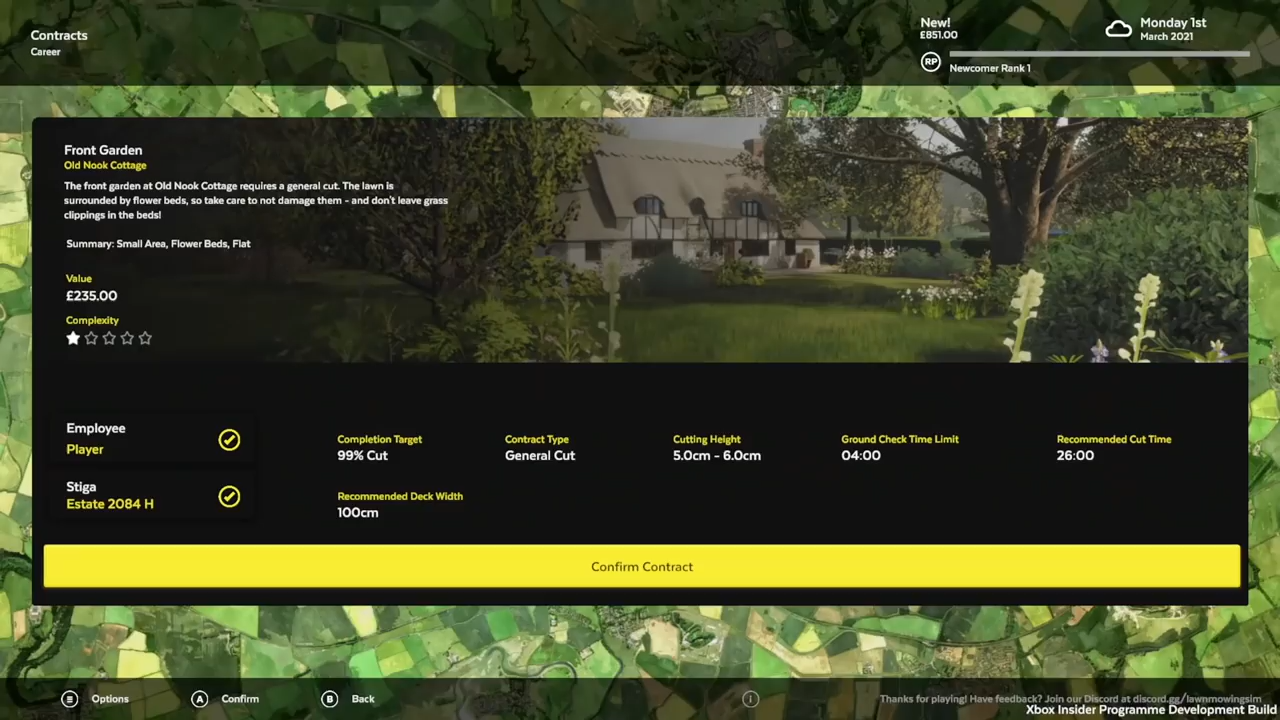 Contracts
Career
New!
£851.00
Monday 1st
March 2021
RP
Newcomer Rank 1
Front Garden
Old Nook Cottage
The front garden at Old Nook Cottage requires a general cut. The lawn is
surrounded by flower beds, so take care to not damage them - and don't leave grass
clippings in the beds!
Summary: Small Area, Flower Beds, Flat
Value
£235.00
Complexity
Employee
Player
Stiga
Estate 2084 H
Completion Target
99% Cut
Contract Type
General Cut
Cutting Height
5.0cm - 6.0cm
Ground Check Time Limit
04:00
Recommended Cut Time
26:00
Recommended Deck Width
100cm
Confirm Contract
Options
A Confirm
B Back
Thanks for playing! Have feedback? Join our Discord at discord.gg/lawnmowingsim
Xbox Insider Programme Development Build